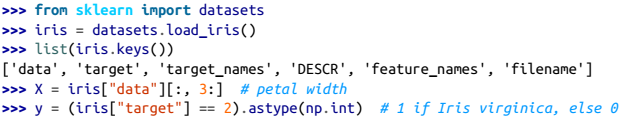 >>> from sklearn import datasets
>>> iris = datasets.load_iris()
>>> list(iris.keys())
['data', 'target', 'target_names', 'DESCR', 'feature_names', 'filename']
>>> X = iris["data"][:, 3:]  # petal width
>>> y = (iris["target"] == 2).astype(np.int)  # 1 if Iris virginica, else 0